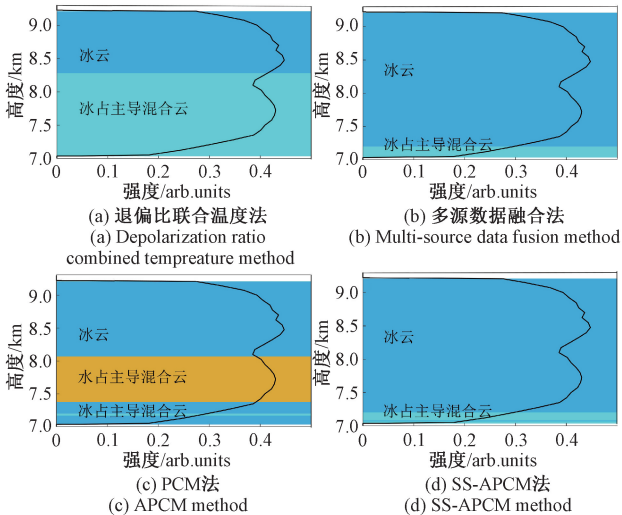 9.0
8.5
8.0
7.5
7.0
高度/km
冰云
冰占主导混合云
0 0.1 0.2 0.3 0.4
强度/arb.units
(a) 退偏比联合温度法
(a) Depolarization ratio
combined tempreature method
9.0
8.5
8.0
7.5
7.0
高度/km
冰云
冰占主导混合云
0 0.1 0.2 0.3 0.4
强度/arb.units
(b) 多源数据融合法
(b) Multi-source data fusion method
9.0
8.5
8.0
7.5
7.0
高度/km
冰云
水占主导混合云
冰占主导混合云
0 0.1 0.2 0.3 0.4
强度/arb.units
(c) PCM法
(c) APCM method
9.0
8.5
8.0
7.5
7.0
高度/km
冰云
冰占主导混合云
0 0.1 0.2 0.3 0.4
强度/arb.units
(d) SS-APCM法
(d) SS-APCM method